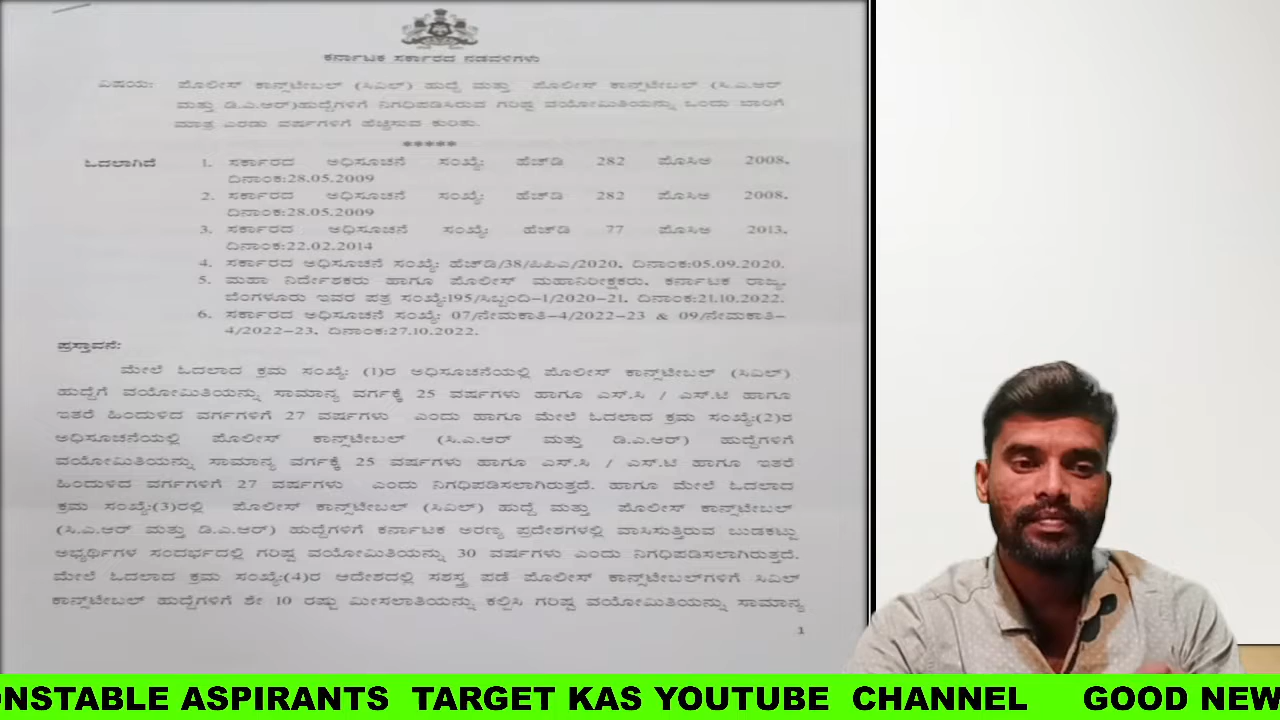 ಕರ್ನಾಟಕ ಸರ್ಕಾರದ ನಡವಳಿಗಳು
ವಿಷಯ: ಪೊಲೀಸ್ ಕಾನ್ಸ್‌ಟೇಬಲ್ (ಸಿವಿಲ್) ಹುದ್ದೆ ಮತ್ತು ಪೊಲೀಸ್ ಕಾನ್ಸ್‌ಟೇಬಲ್ (ಸಿ.ಎ.ಆರ್
ಮತ್ತು ಡಿ.ಎ.ಆರ್)ಹುದ್ದೆಗಳಿಗೆ ನಿಗಧಿಪಡಿಸಿರುವ ಗರಿಷ್ಠ ವಯೋಮಿತಿಯನ್ನು ಒಂದು ಬಾರಿಗೆ
ಮಾತ್ರ ಎರಡು ವರ್ಷಗಳಿಗೆ ಹೆಚ್ಚಿಸುವ ಕುರಿತು.
*****
ಓದಲಾಗಿದೆ 1. ಸರ್ಕಾರದ ಅಧಿಸೂಚನೆ ಸಂಖ್ಯೆ: ಹೆಚ್‌ಡಿ 282 ಪೊಸಿಇ 2008,
ದಿನಾಂಕ:28.05.2009
2. ಸರ್ಕಾರದ ಅಧಿಸೂಚನೆ ಸಂಖ್ಯೆ: ಹೆಚ್‌ಡಿ 282 ಪೊಸಿಇ 2008,
ದಿನಾಂಕ:28.05.2009
3. ಸರ್ಕಾರದ ಅಧಿಸೂಚನೆ ಸಂಖ್ಯೆ: ಹೆಚ್‌ಡಿ 77 ಪೊಸಿಇ 2013,
ದಿನಾಂಕ:22.02.2014
4. ಸರ್ಕಾರದ ಅಧಿಸೂಚನೆ ಸಂಖ್ಯೆ: ಹೆಚ್‌ಡಿ/38/ಪಿಪಿಎ/2020, ದಿನಾಂಕ:05.09.2020.
5. ಮಹಾ ನಿರ್ದೇಶಕರು ಹಾಗೂ ಪೊಲೀಸ್ ಮಹಾನಿರೀಕ್ಷಕರು, ಕರ್ನಾಟಕ ರಾಜ್ಯ,
ಬೆಂಗಳೂರು ಇವರ ಪತ್ರ ಸಂಖ್ಯೆ:195/ಸಿಬ್ಬಂದಿ-1/2020-21, ದಿನಾಂಕ:21.10.2022.
6. ಸರ್ಕಾರದ ಅಧಿಸೂಚನೆ ಸಂಖ್ಯೆ: 07/ನೇಮಕಾತಿ-4/2022-23 & 09/ನೇಮಕಾತಿ-
4/2022-23, ದಿನಾಂಕ:27.10.2022.
ಪ್ರಸ್ತಾವನೆ:
ಮೇಲೆ ಓದಲಾದ ಕ್ರಮ ಸಂಖ್ಯೆ: (1)ರ ಅಧಿಸೂಚನೆಯಲ್ಲಿ ಪೊಲೀಸ್ ಕಾನ್ಸ್‌ಟೇಬಲ್ (ಸಿವಿಲ್)
ಹುದ್ದೆಗೆ ವಯೋಮಿತಿಯನ್ನು ಸಾಮಾನ್ಯ ವರ್ಗಕ್ಕೆ 25 ವರ್ಷಗಳು ಹಾಗೂ ಎಸ್.ಸಿ / ಎಸ್.ಟಿ ಹಾಗೂ
ಇತರೆ ಹಿಂದುಳಿದ ವರ್ಗಗಳಿಗೆ 27 ವರ್ಷಗಳು ಎಂದು ಹಾಗೂ ಮೇಲೆ ಓದಲಾದ ಕ್ರಮ ಸಂಖ್ಯೆ:(2)ರ
ಅಧಿಸೂಚನೆಯಲ್ಲಿ ಪೊಲೀಸ್ ಕಾನ್ಸ್‌ಟೇಬಲ್ (ಸಿ.ಎ.ಆರ್ ಮತ್ತು ಡಿ.ಎ.ಆರ್) ಹುದ್ದೆಗಳಿಗೆ
ವಯೋಮಿತಿಯನ್ನು ಸಾಮಾನ್ಯ ವರ್ಗಕ್ಕೆ 25 ವರ್ಷಗಳು ಹಾಗೂ ಎಸ್.ಸಿ / ಎಸ್.ಟಿ ಹಾಗೂ ಇತರೆ
ಹಿಂದುಳಿದ ವರ್ಗಗಳಿಗೆ 27 ವರ್ಷಗಳು ಎಂದು ನಿಗಧಿಪಡಿಸಲಾಗಿರುತ್ತದೆ. ಹಾಗೂ ಮೇಲೆ ಓದಲಾದ
ಕ್ರಮ ಸಂಖ್ಯೆ:(3)ರಲ್ಲಿ ಪೊಲೀಸ್ ಕಾನ್ಸ್‌ಟೇಬಲ್ (ಸಿವಿಲ್) ಹುದ್ದೆ ಮತ್ತು ಪೊಲೀಸ್ ಕಾನ್ಸ್‌ಟೇಬಲ್
(ಸಿ.ಎ.ಆರ್ ಮತ್ತು ಡಿ.ಎ.ಆರ್) ಹುದ್ದೆಗಳಿಗೆ ಕರ್ನಾಟಕ ಅರಣ್ಯ ಪ್ರದೇಶಗಳಲ್ಲಿ ವಾಸಿಸುತ್ತಿರುವ ಬುಡಕಟ್ಟು
ಅಭ್ಯರ್ಥಿಗಳ ಸಂದರ್ಭದಲ್ಲಿ ಗರಿಷ್ಠ ವಯೋಮಿತಿಯನ್ನು 30 ವರ್ಷಗಳು ಎಂದು ನಿಗಧಿಪಡಿಸಲಾಗಿರುತ್ತದೆ.
ಮೇಲೆ ಓದಲಾದ ಕ್ರಮ ಸಂಖ್ಯೆ:(4)ರ ಆದೇಶದಲ್ಲಿ ಸಶಸ್ತ್ರ ಪಡೆ ಪೊಲೀಸ್ ಕಾನ್ಸ್‌ಟೇಬಲ್‌ಗಳಿಗೆ ಸಿವಿಲ್
ಕಾನ್ಸ್‌ಟೇಬಲ್ ಹುದ್ದೆಗಳಿಗೆ ಶೇ 10 ರಷ್ಟು ಮೀಸಲಾತಿಯನ್ನು ಕಲ್ಪಿಸಿ ಗರಿಷ್ಠ ವಯೋಮಿತಿಯನ್ನು ಸಾಮಾನ್ಯ
1
ONSTABLE ASPIRANTS TARGET KAS YOUTUBE CHANNEL GOOD NEW